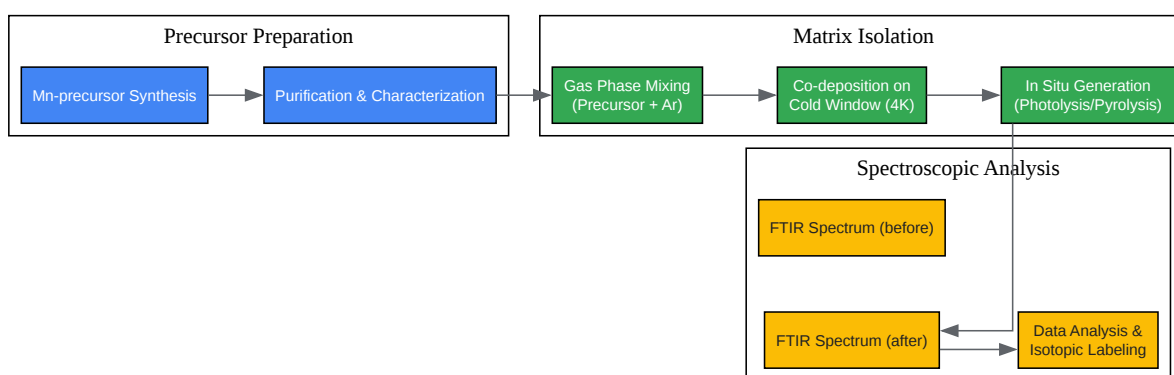 Precursor Preparation
Mn-precursor Synthesis
Purification & Characterization
Matrix Isolation
Gas Phase Mixing
(Precursor + Ar)
Co-deposition on
Cold Window (4K)
In Situ Generation
(Photolysis/Pyrolysis)
Spectroscopic Analysis
FTIR Spectrum (before)
FTIR Spectrum (after)
Data Analysis &
Isotopic Labeling